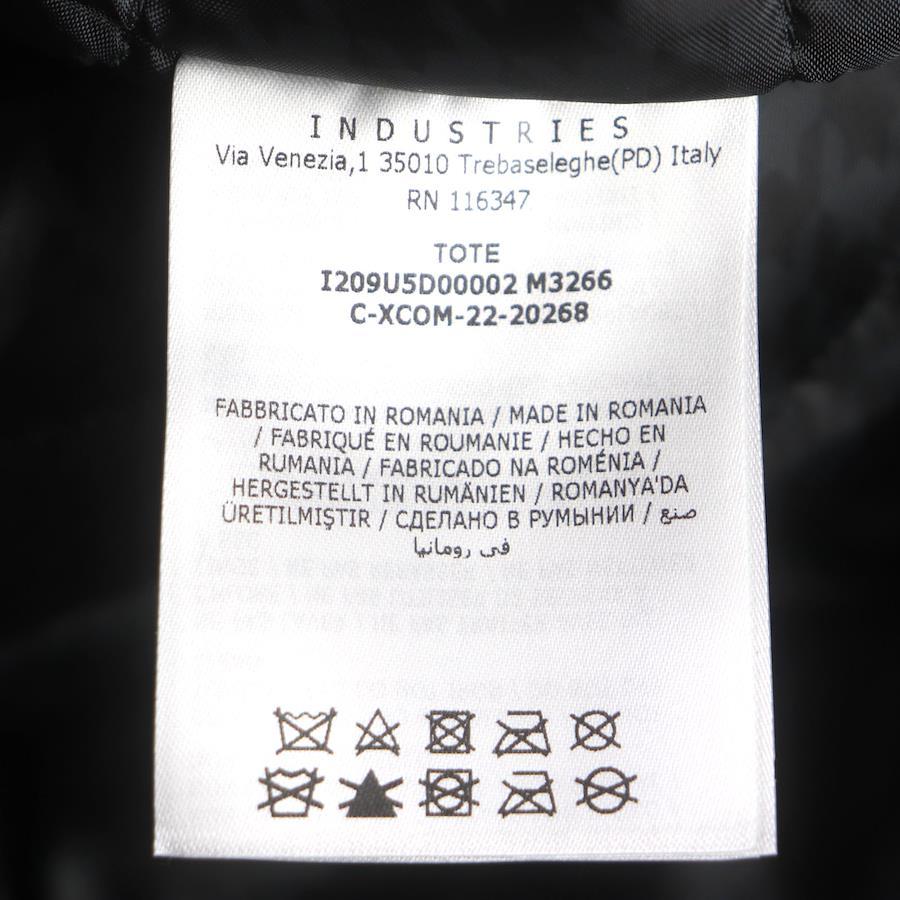 INDUSTRIES
Via Venezia,1 35010 Trebaseleghe(PD) Italy
RN 116347
TOTE
I209U5D00002 M3266
C-XCOM-22-20268
FABBRICATO IN ROMANIA / MADE IN ROMANIA
/ FABRIQUÉ EN ROUMANIE / HECHO EN
RUMANIA / FABRICADO NA ROMÉNIA /
HERGESTELLT IN RUMÄNIEN / ROMANYA'DA
ÜRETILMIŞTIR / СДЕЛАНО В РУМЫНИИ / صنع
في رومانيا